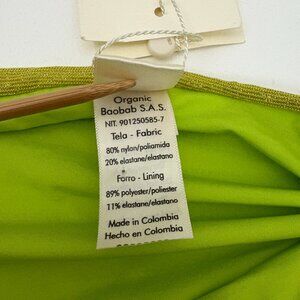 Organic
Baobab S.A.S.
NIT. 901250585-7
Tela - Fabric
80% nylon/poliamida
20% elastane/elastano
Forro - Lining
89% polyester/poliester
11% elastane/elastano
Made in Colombia
Hecho en Colombia